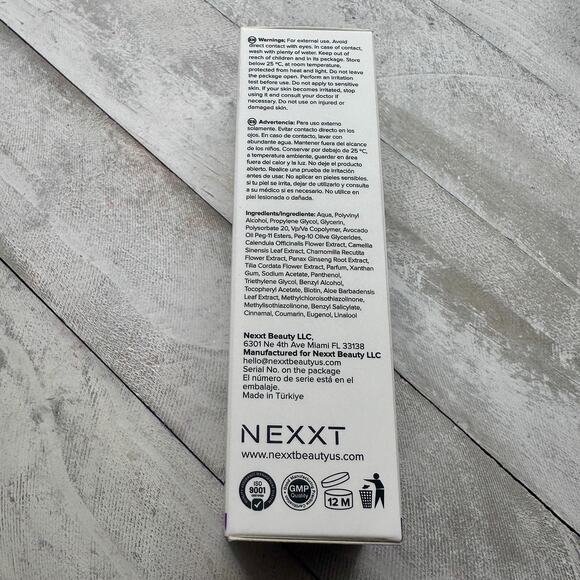 EN Warnings; For external use. Avoid
direct contact with eyes. In case of contact,
wash with plenty of water. Keep out of
reach of children and in its package. Store
below 25 °C, at room temperature,
protected from heat and light. Do not leave
the package open. Perform an irritation
test before use. Do not apply to sensitive
skin. If your skin becomes irritated, stop
using it and consult your doctor if
necessary. Do not use on injured or
damaged skin.
ES Advertencia: Para uso externo
solamente. Evitar contacto directo en los
ojos. En caso de contacto, lavar con
abundante agua. Mantener fuera del alcance
de los niños. Conservar por debajo de 25 ºC,
a temperatura ambiente, guardar en área
fuera del calor y la luz. No deje el producto
abierto. Realice una prueba de irritación
antes de usar. No aplicar en pieles sensibles.
si tu piel se irrita, dejar de utilizarlo y consulte
a su médico si es necesario. No utilice en
piel lesionada o dañada.
Ingredients/Ingrediente: Aqua, Polyvinyl
Alcohol, Propylene Glycol, Glycerin,
Polysorbate 20, Vp/Va Copolymer, Avocado
Oil Peg-11 Esters, Peg-10 Olive Glycerides,
Calendula Officinalis Flower Extract, Camellia
Sinensis Leaf Extract, Chamomilla Recutita
Flower Extract, Panax Ginseng Root Extract,
Tilia Cordata Flower Extract, Parfum, Xanthan
Gum, Sodium Acetate, Panthenol,
Triethylene Glycol, Benzyl Alcohol,
Tocopheryl Acetate, Biotin, Aloe Barbadensis
Leaf Extract, Methylchloroisothiazolinone,
Methylisothiazolinone, Benzyl Salicylate,
Cinnamal, Coumarin, Eugenol, Linalool
Nexxt Beauty LLC,
6301 Ne 4th Ave Miami FL 33138
Manufactured for Nexxt Beauty LLC
hello@nexxtbeautyus.com
Serial No. on the package
El número de serie está en el
embalaje.
Made in Türkiye
NEXXT
www.nexxtbeautyus.com
ISO
9001
Good Manufacturing
GMP
Quality
12 M